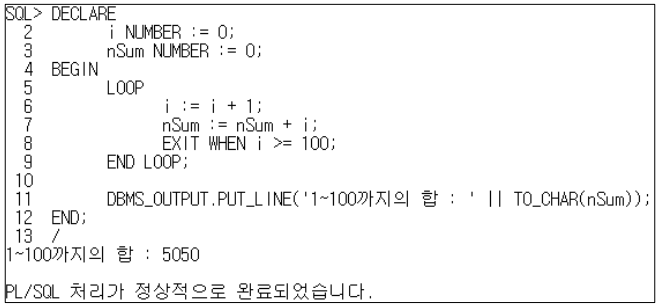 SQL> DECLARE
  2          i NUMBER := 0;
  3          nSum NUMBER := 0;
  4  BEGIN
  5          LOOP
  6                  i := i + 1;
  7                  nSum := nSum + i;
  8                  EXIT WHEN i >= 100;
  9          END LOOP;
 10
 11          DBMS_OUTPUT.PUT_LINE('1~100까지의 합 : ' || TO_CHAR(nSum));
 12  END;
 13  /
1~100까지의 합 : 5050

PL/SQL 처리가 정상적으로 완료되었습니다.